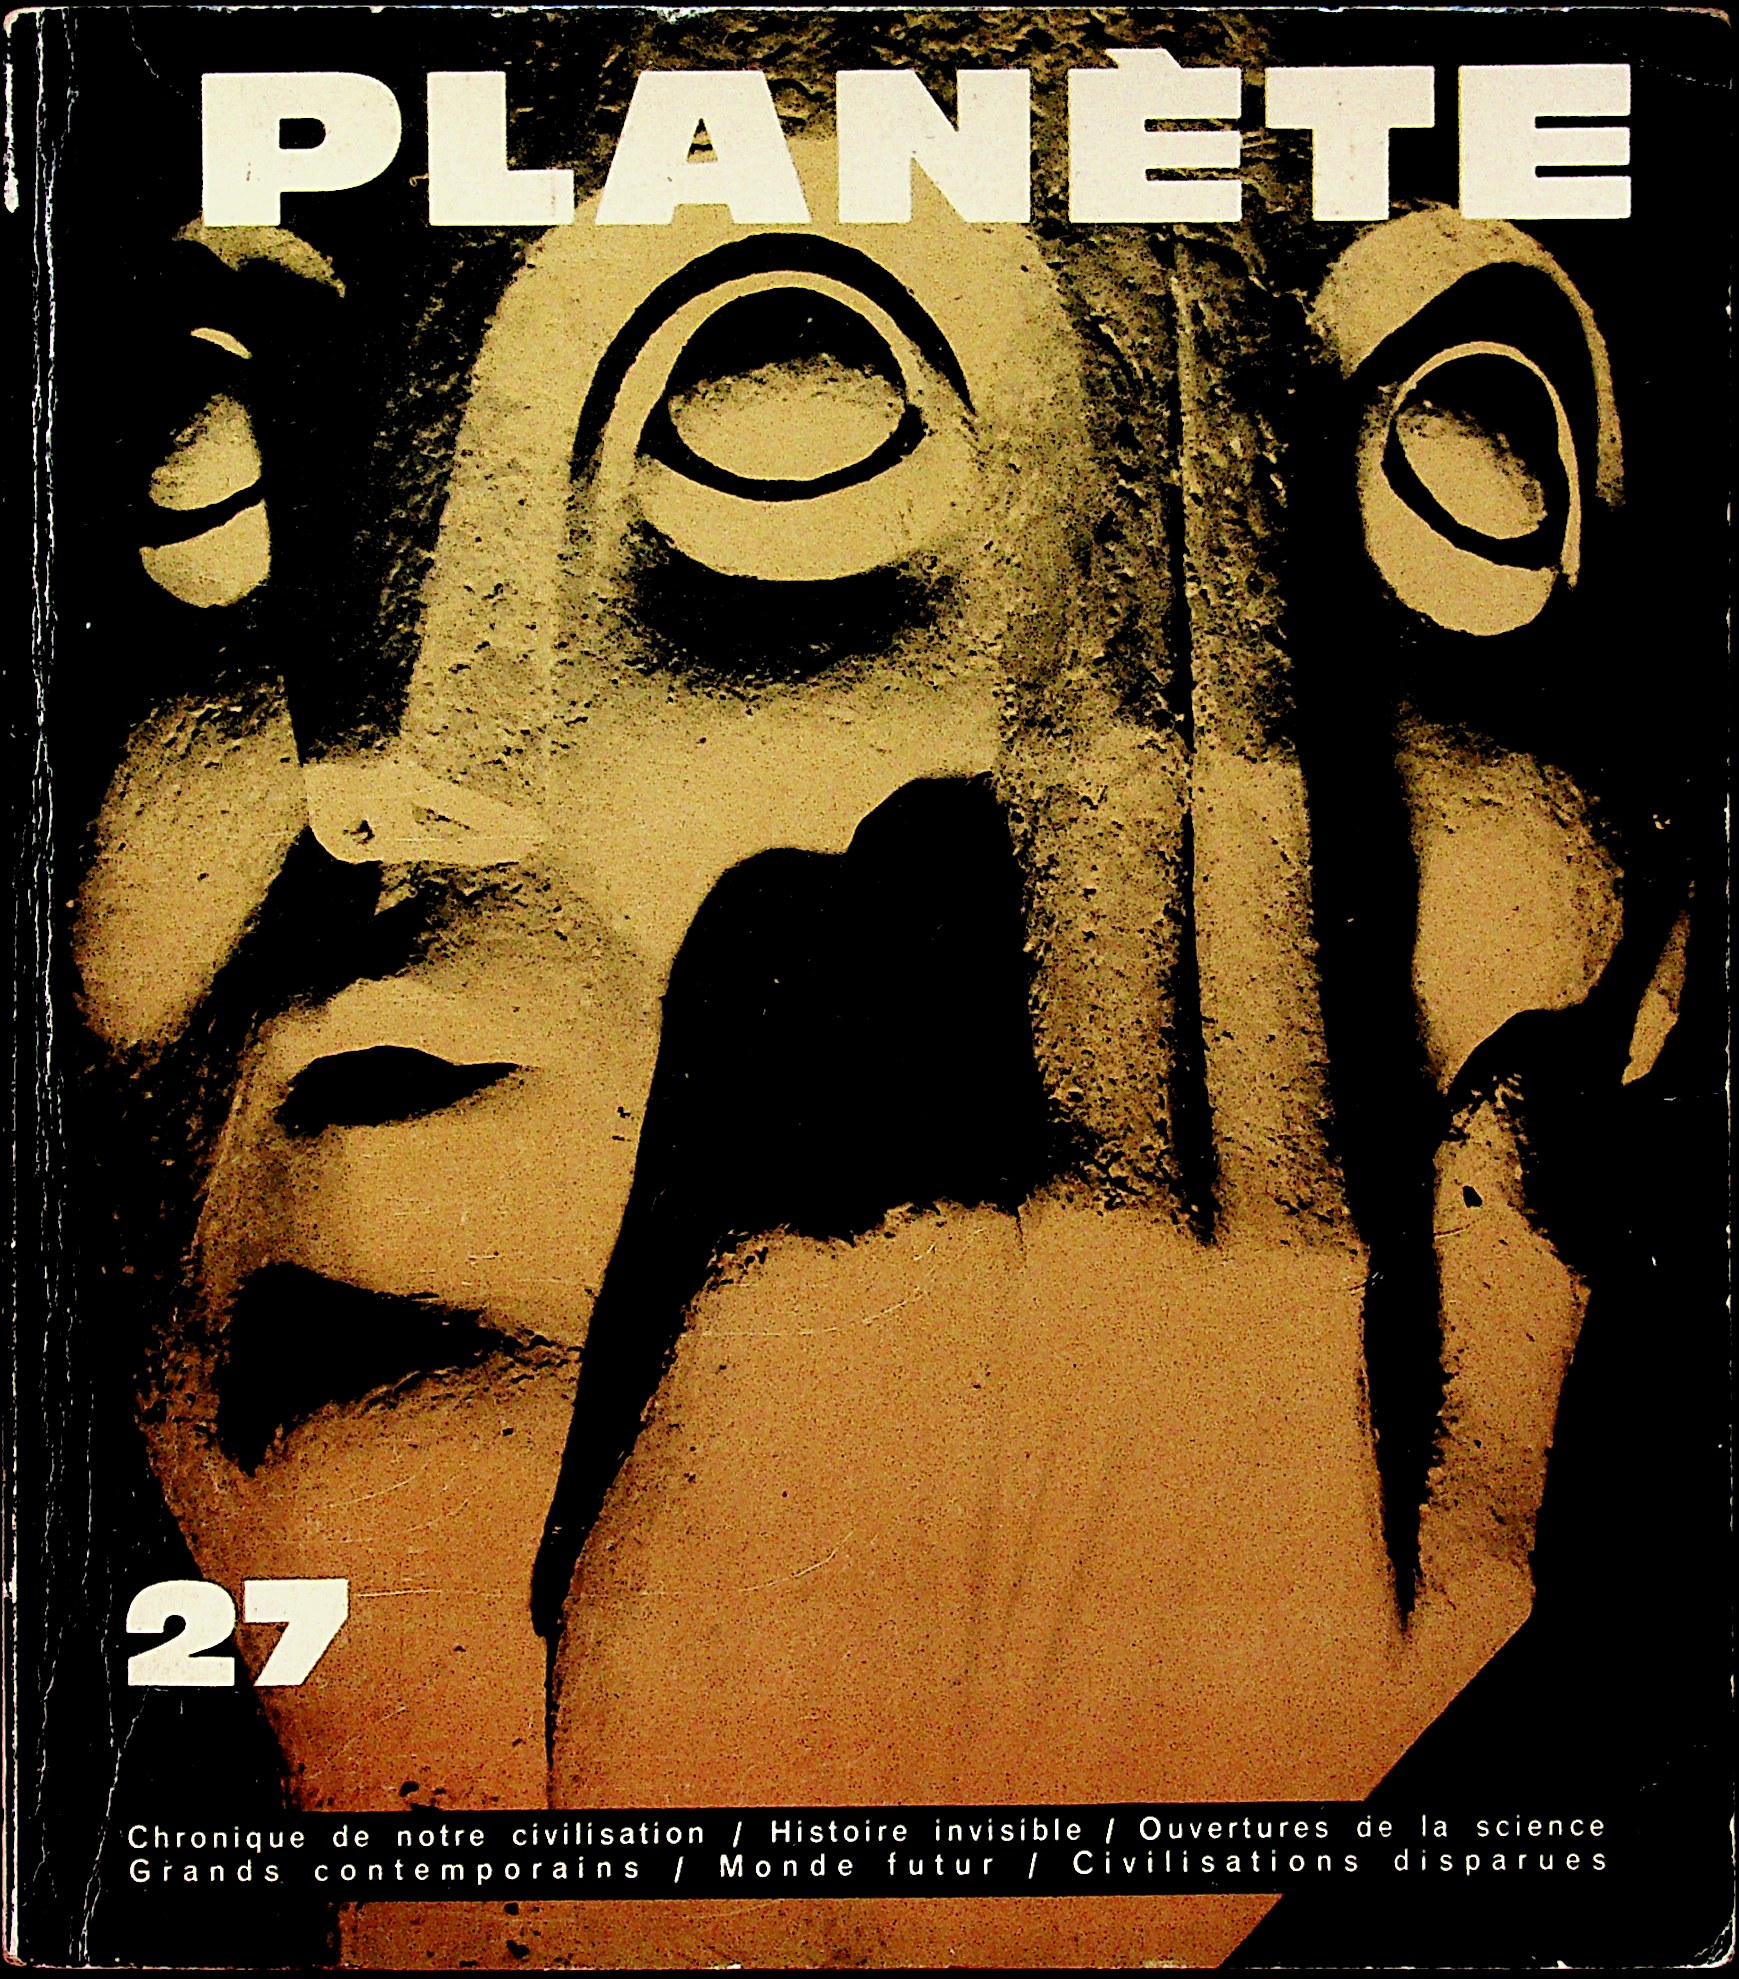 PLANÈTE
27
Chronique de notre civilisation / Histoire invisible / Ouvertures de la science
Grands contemporains / Monde futur / Civilisations disparues